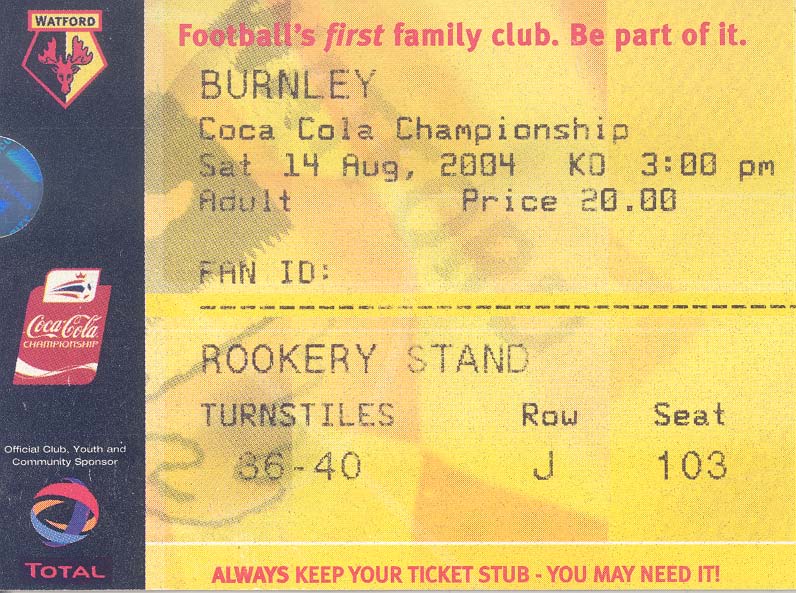 WATFORD
Football's first family club. Be part of it.
BURNLEY
Coca Cola Championship
Sat 14 Aug, 2004 KO 3:00 pm
Adult Price 20.00
FAN ID:
Coca-Cola
CHAMPIONSHIP
ROOKERY STAND
TURNSTILES Row Seat
36-40 J 103
Official Club, Youth and
Community Sponsor
TOTAL
ALWAYS KEEP YOUR TICKET STUB - YOU MAY NEED IT!